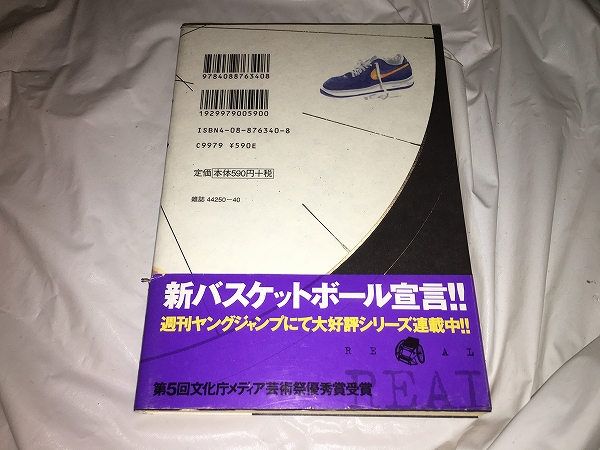 9784088763408
1929979005900
ISBN4-08-876340-8
C9979 ¥590E
定価 本体590円+税
雑誌 44250-40
新バスケットボール宣言!!
週刊ヤングジャンプにて大好評シリーズ連載中!!
RE AL
REAL
第5回文化庁メディア芸術祭優秀賞受賞